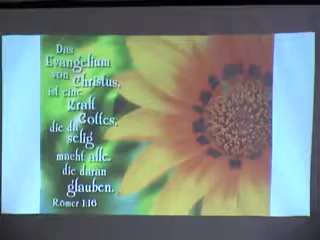 Das
Evangelium
von Christus,
ist eine
Kraft
Gottes,
die da
selig
macht alle,
die daran
glauben.
Römer 1:16